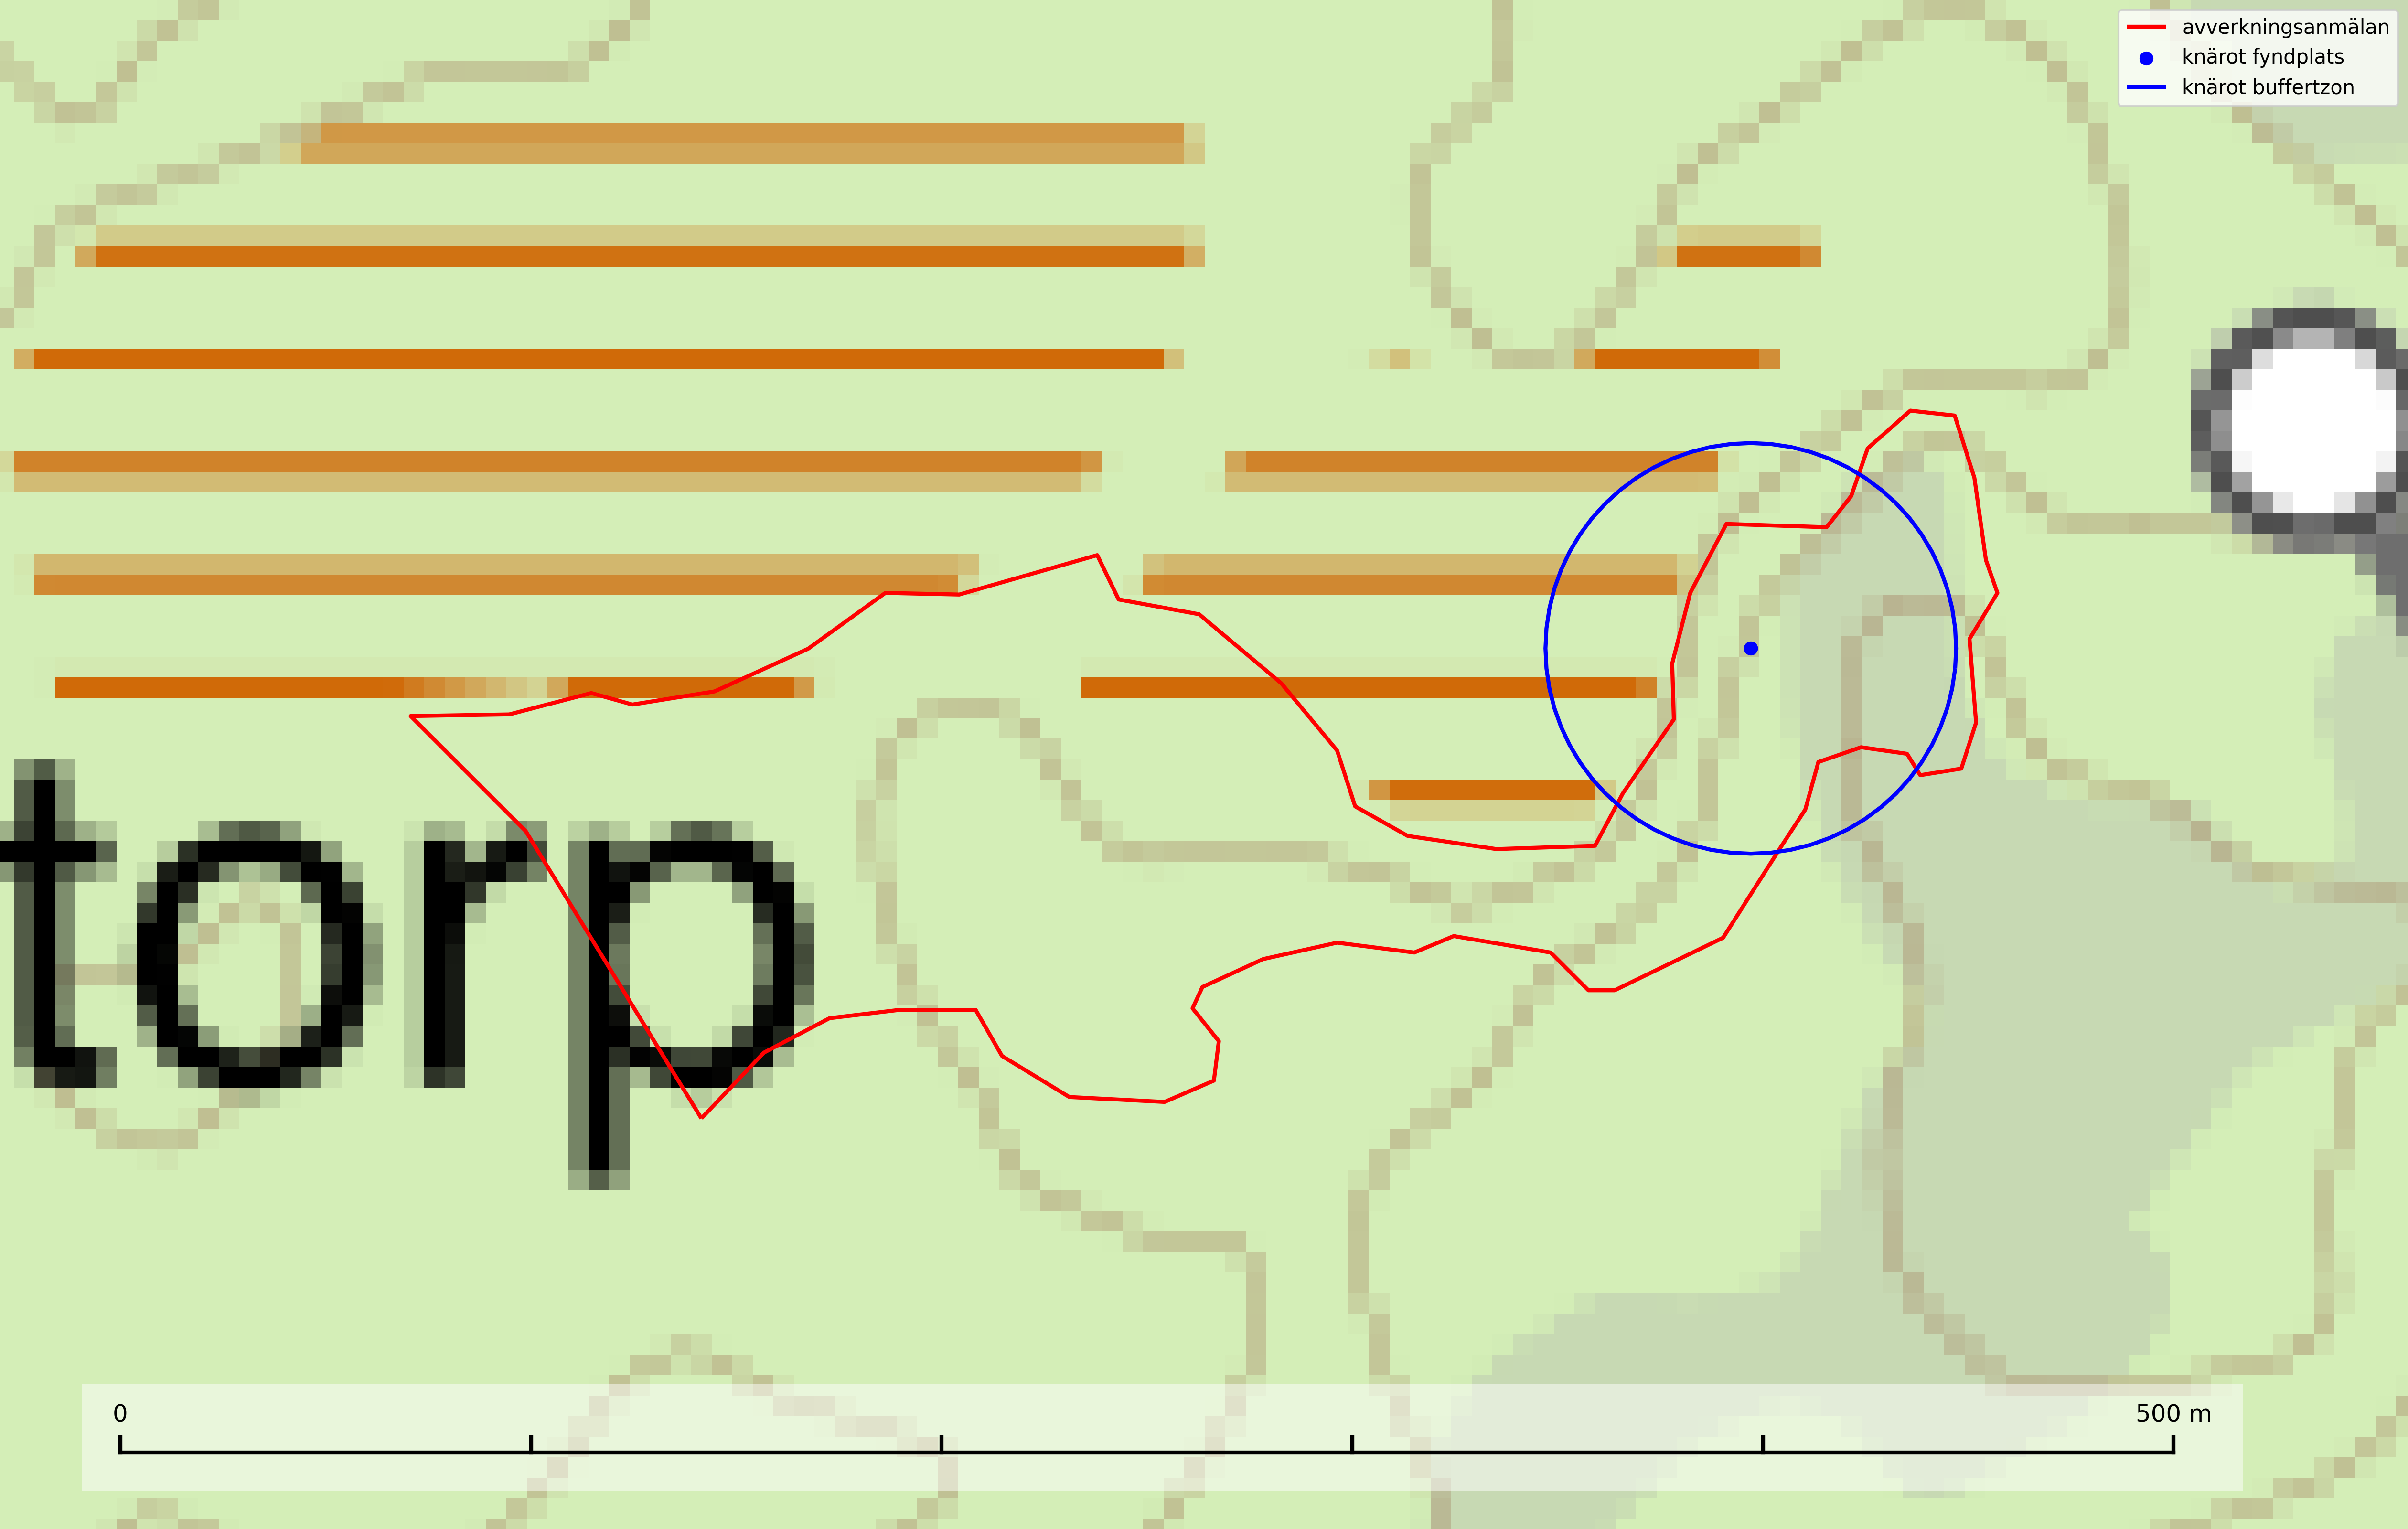 avverkningsanmälan
knärot fyndplats
knärot buffertzon
torp
0 500 m